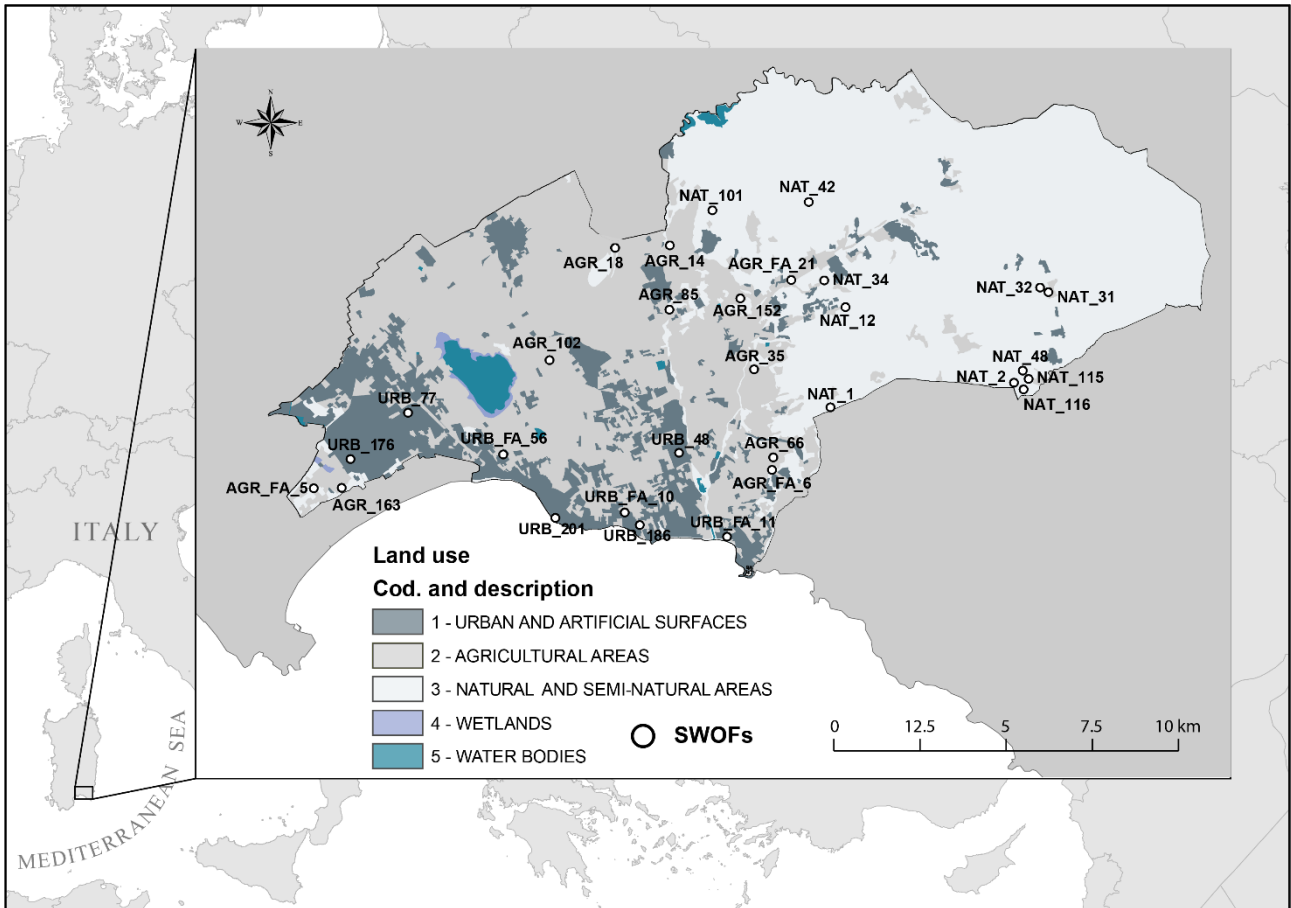 N
W E
S
NAT_42
NAT_101
AGR_18
AGR_14
AGR_FA_21
NAT_34
NAT_32
NAT_31
AGR_85
AGR_152
NAT_12
AGR_102
AGR_35
NAT_48
NAT_2
NAT_115
NAT_116
URB_77
NAT_1
URB_176
URB_FA_56
URB_48
AGR_66
AGR_FA_5
AGR_163
AGR_FA_6
URB_FA_10
URB_201
URB_186
URB_FA_11
ITALY
Land use
Cod. and description
1 - URBAN AND ARTIFICIAL SURFACES
2 - AGRICULTURAL AREAS
3 - NATURAL AND SEMI-NATURAL AREAS
4 - WETLANDS
5 - WATER BODIES
SWOFs
0 12.5 5 7.5 10 km
MEDITERRANEAN SEA